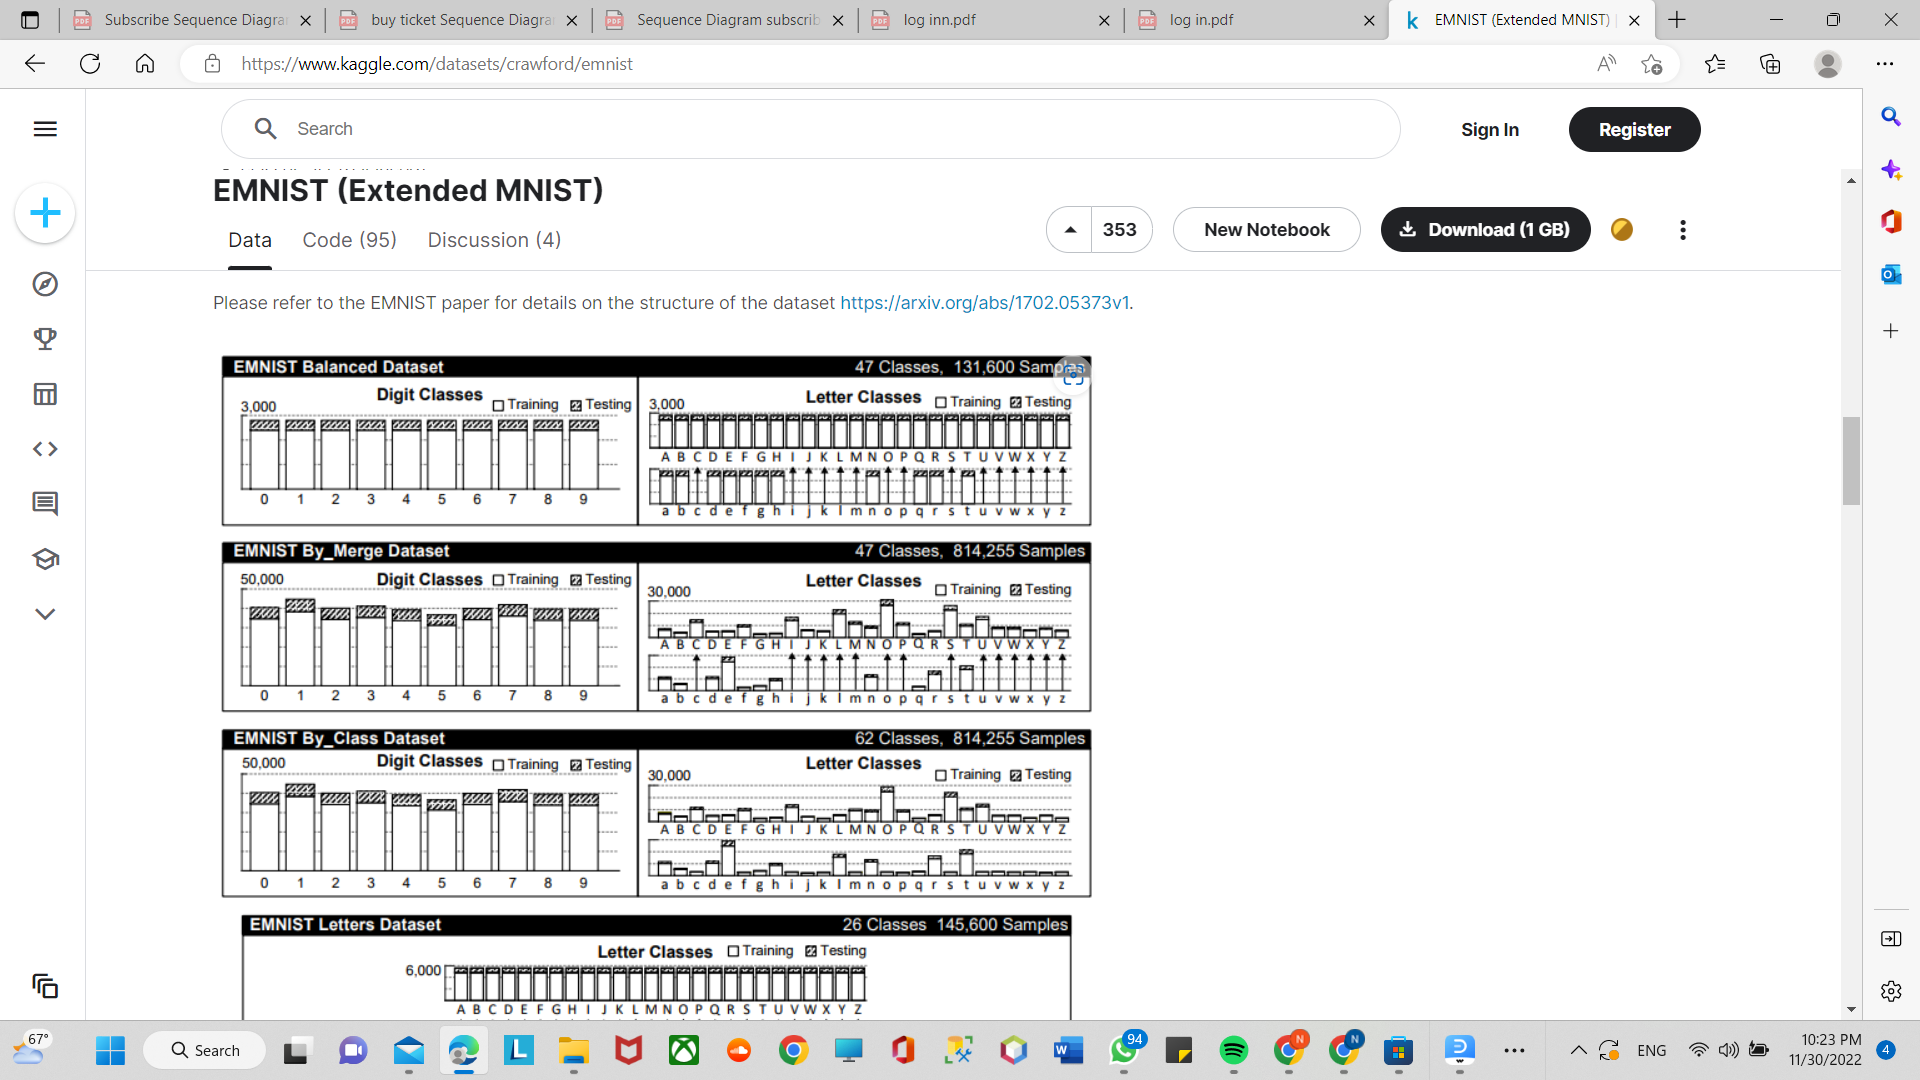 Subscribe Sequence Diagra
buy ticket Sequence Diagra
Sequence Diagram subscrib
log inn.pdf
log in.pdf
EMNIST (Extended MNIST) |
https://www.kaggle.com/datasets/crawford/emnist
Search
Sign In
Register
EMNIST (Extended MNIST)
Data
Code (95)
Discussion (4)
353
New Notebook
Download (1 GB)
Please refer to the EMNIST paper for details on the structure of the dataset https://arxiv.org/abs/1702.05373v1.
EMNIST Balanced Dataset 47 Classes, 131,600 Samples
Digit Classes Training Testing
3,000
0 1 2 3 4 5 6 7 8 9
Letter Classes Training Testing
3,000
A B C D E F G H I J K L M N O P Q R S T U V W X Y Z
a b c d e f g h i j k l m n o p q r s t u v w x y z
EMNIST By_Merge Dataset 47 Classes, 814,255 Samples
50,000 Digit Classes Training Testing
0 1 2 3 4 5 6 7 8 9
Letter Classes Training Testing
30,000
A B C D E F G H I J K L M N O P Q R S T U V W X Y Z
a b c d e f g h i j k l m n o p q r s t u v w x y z
EMNIST By_Class Dataset 62 Classes, 814,255 Samples
50,000 Digit Classes Training Testing
0 1 2 3 4 5 6 7 8 9
Letter Classes Training Testing
30,000
A B C D E F G H I J K L M N O P Q R S T U V W X Y Z
a b c d e f g h i j k l m n o p q r s t u v w x y z
EMNIST Letters Dataset 26 Classes 145,600 Samples
Letter Classes Training Testing
6,000
A B C D E F G H I J K L M N O P Q R S T U V W X Y Z
67°
Search
94
N
N
ENG
10:23 PM
11/30/2022
4